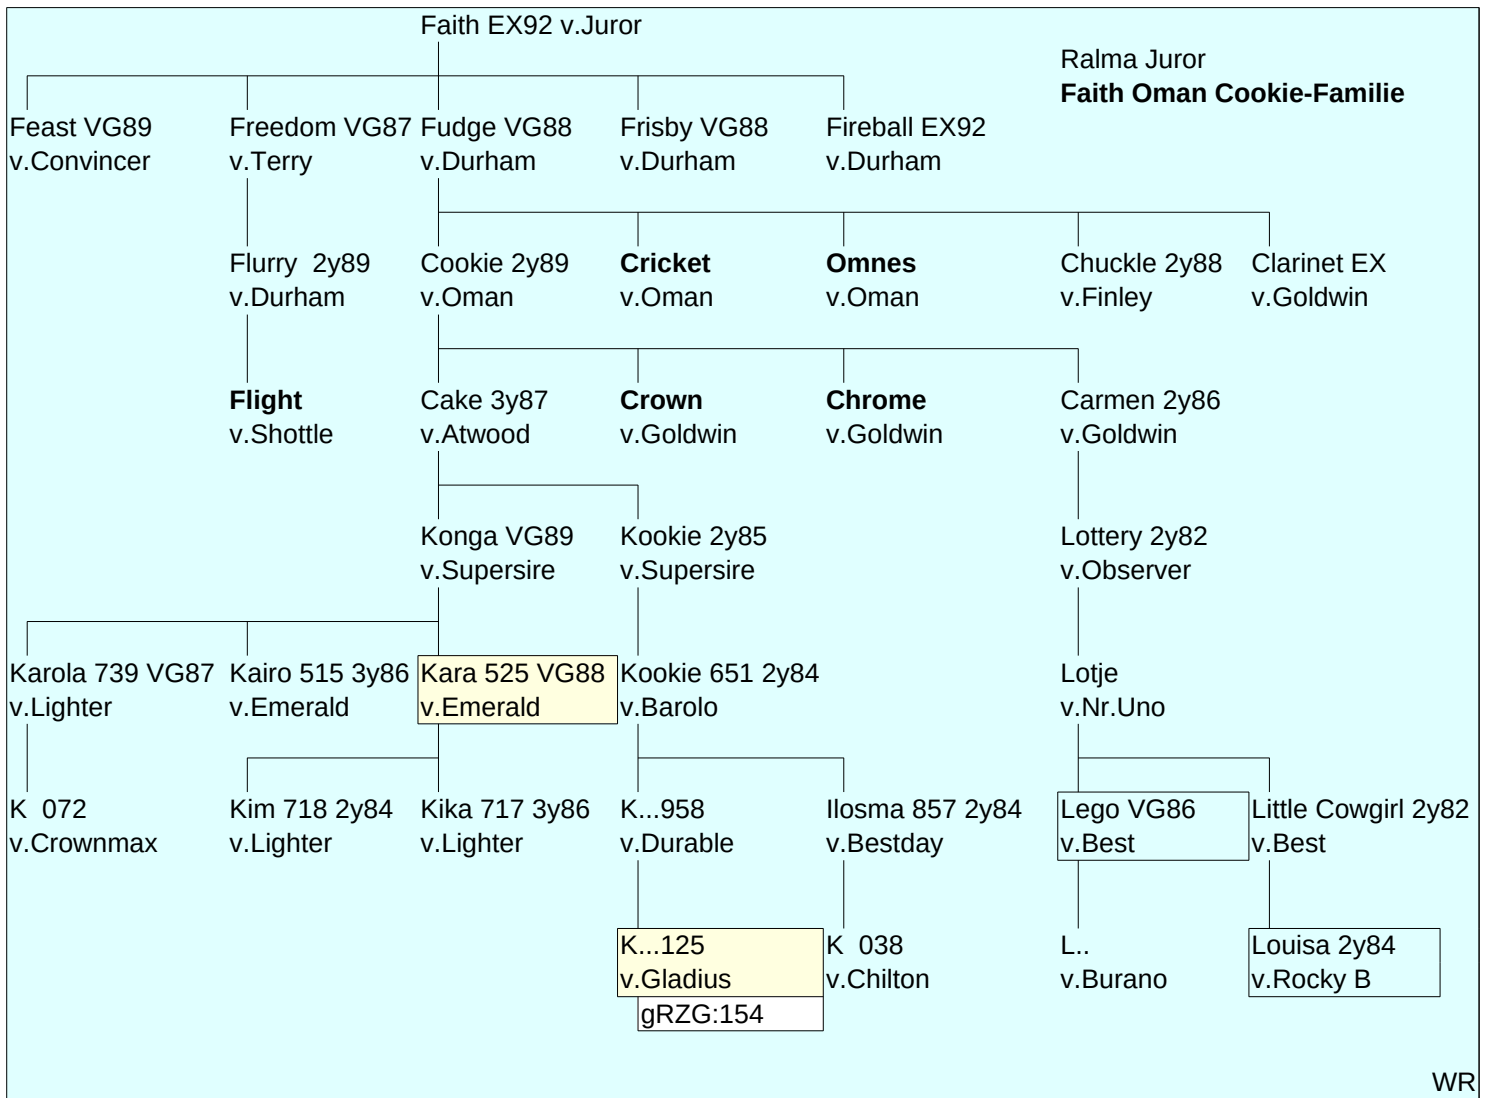 Faith EX92 v.Juror
Ralma Juror
Faith Oman Cookie-Familie
Feast VG89
v.Convincer
Freedom VG87
v.Terry
Fudge VG88
v.Durham
Frisby VG88
v.Durham
Fireball EX92
v.Durham
Flurry  2y89
v.Durham
Cookie 2y89
v.Oman
Cricket
v.Oman
Omnes
v.Oman
Chuckle 2y88
v.Finley
Clarinet EX
v.Goldwin
Flight
v.Shottle
Cake 3y87
v.Atwood
Crown
v.Goldwin
Chrome
v.Goldwin
Carmen 2y86
v.Goldwin
Konga VG89
v.Supersire
Kookie 2y85
v.Supersire
Lottery 2y82
v.Observer
Karola 739 VG87
v.Lighter
Kairo 515 3y86
v.Emerald
Kara 525 VG88
v.Emerald
Kookie 651 2y84
v.Barolo
Lotje
v.Nr.Uno
K  072
v.Crownmax
Kim 718 2y84
v.Lighter
Kika 717 3y86
v.Lighter
K...958
v.Durable
Ilosma 857 2y84
v.Bestday
Lego VG86
v.Best
Little Cowgirl 2y82
v.Best
K...125
v.Gladius
gRZG:154
K  038
v.Chilton
L..
v.Burano
Louisa 2y84
v.Rocky B
WR